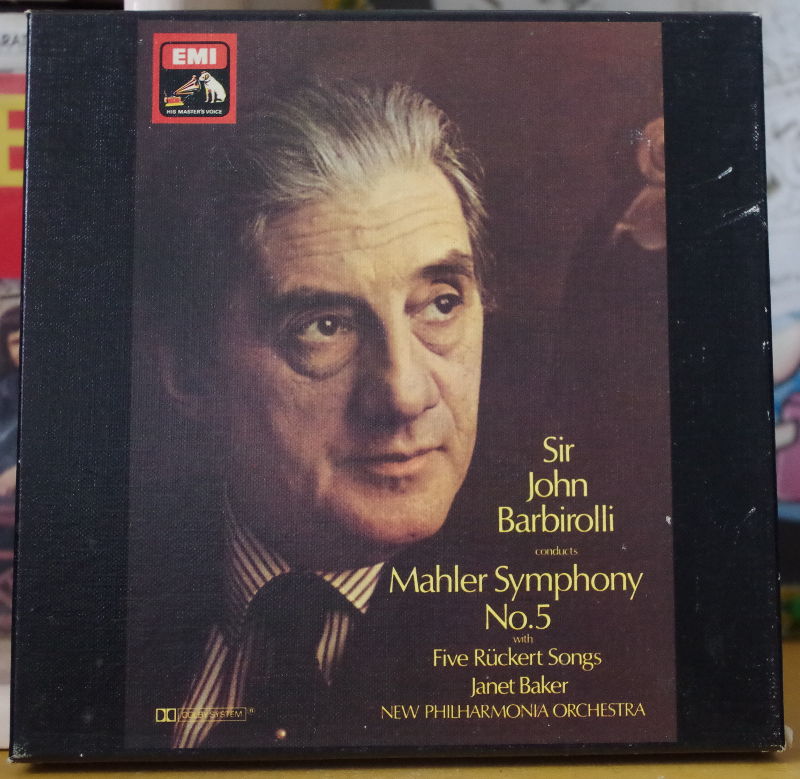 EMI
HIS MASTER'S VOICE
Sir
John
Barbirolli
conducts
Mahler Symphony
No.5
with
Five Rückert Songs
Janet Baker
NEW PHILHARMONIA ORCHESTRA
DOLBY SYSTEM ®